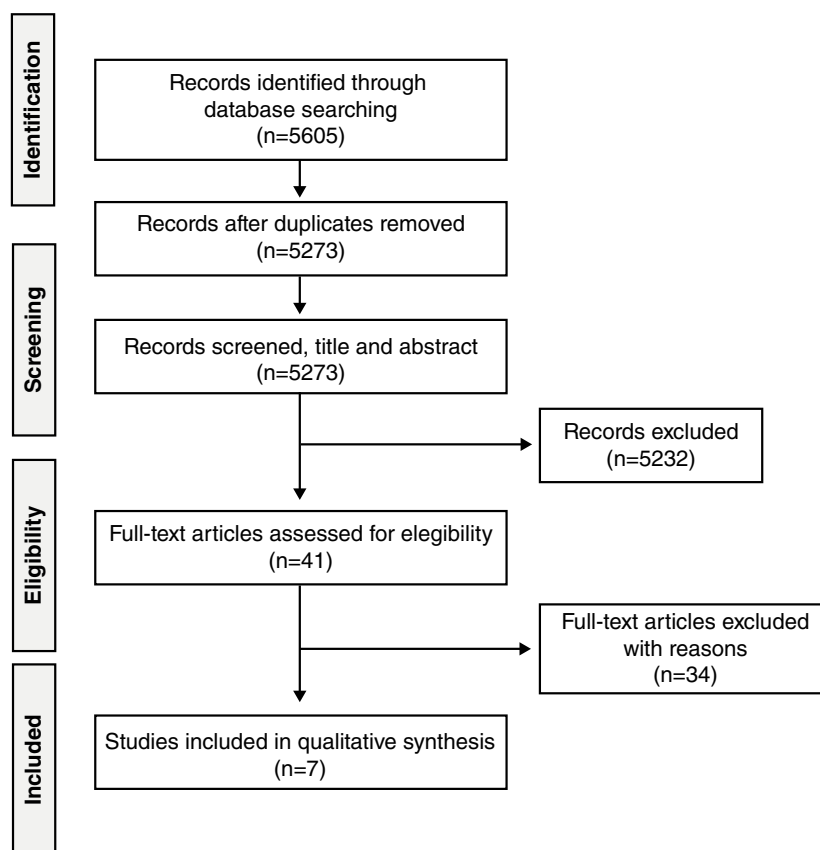 Identification
Records identified through
database searching
(n=5605)
Records after duplicates removed
(n=5273)
Screening
Records screened, title and abstract
(n=5273)
Records excluded
(n=5232)
Eligibility
Full-text articles assessed for elegibility
(n=41)
Full-text articles excluded
with reasons
(n=34)
Included
Studies included in qualitative synthesis
(n=7)